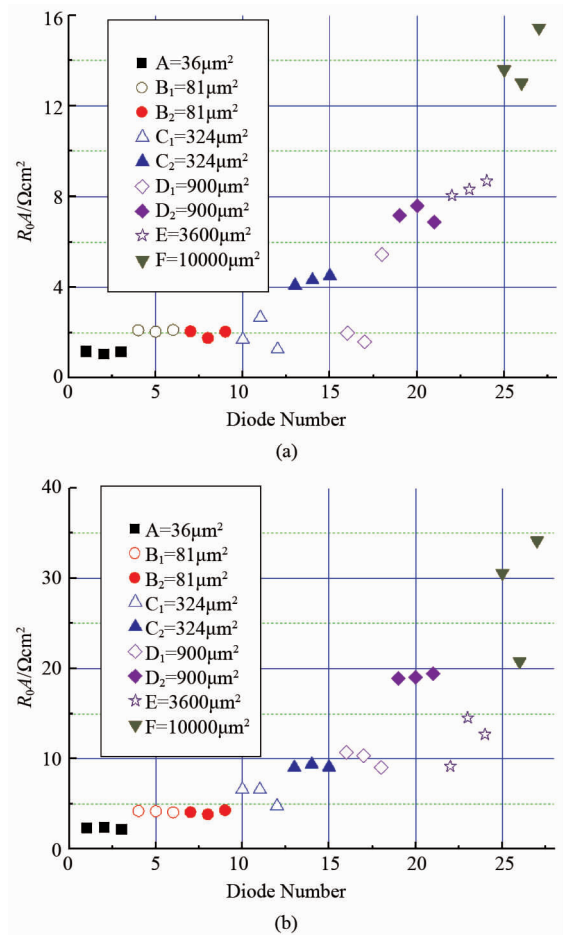 16
12
8
4
0
R₀A/Ωcm²
A=36μm²
B₁=81μm²
B₂=81μm²
C₁=324μm²
C₂=324μm²
D₁=900μm²
D₂=900μm²
E=3600μm²
F=10000μm²
0 5 10 15 20 25
Diode Number
(a)
40
30
20
10
0
R₀A/Ωcm²
A=36μm²
B₁=81μm²
B₂=81μm²
C₁=324μm²
C₂=324μm²
D₁=900μm²
D₂=900μm²
E=3600μm²
F=10000μm²
0 5 10 15 20 25
Diode Number
(b)